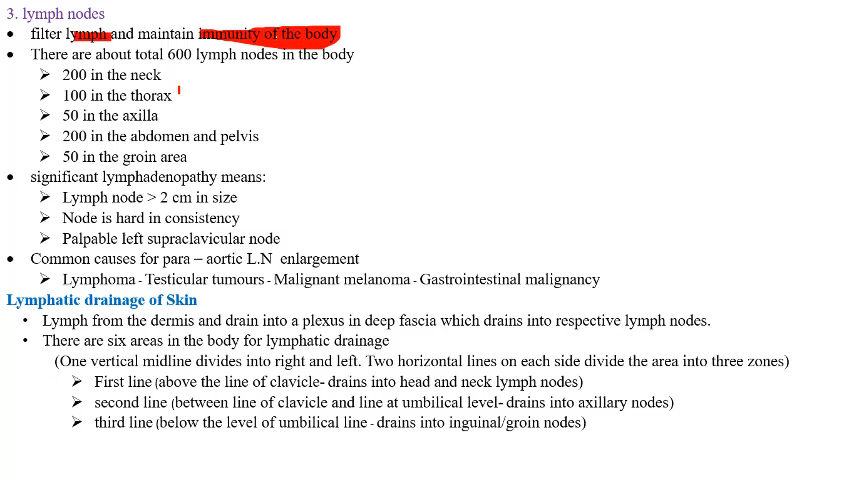 3. lymph nodes
• filter lymph and maintain immunity of the body
• There are about total 600 lymph nodes in the body
➢ 200 in the neck
➢ 100 in the thorax
➢ 50 in the axilla
➢ 200 in the abdomen and pelvis
➢ 50 in the groin area
• significant lymphadenopathy means:
➢ Lymph node > 2 cm in size
➢ Node is hard in consistency
➢ Palpable left supraclavicular node
• Common causes for para – aortic L.N enlargement
➢ Lymphoma - Testicular tumours - Malignant melanoma - Gastrointestinal malignancy
Lymphatic drainage of Skin
• Lymph from the dermis and drain into a plexus in deep fascia which drains into respective lymph nodes.
• There are six areas in the body for lymphatic drainage
(One vertical midline divides into right and left. Two horizontal lines on each side divide the area into three zones)
➢ First line (above the line of clavicle- drains into head and neck lymph nodes)
➢ second line (between line of clavicle and line at umbilical level- drains into axillary nodes)
➢ third line (below the level of umbilical line - drains into inguinal/groin nodes)